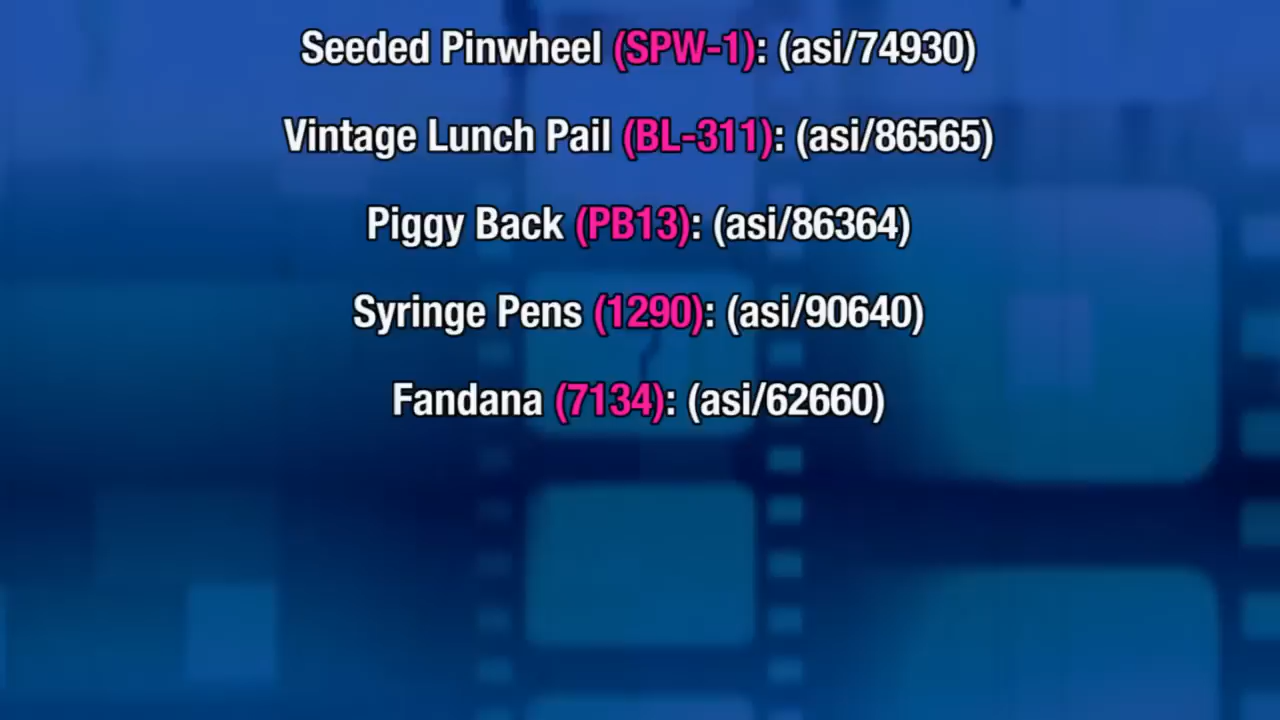 Seeded Pinwheel (SPW-1): (asi/74930)
Vintage Lunch Pail (BL-311): (asi/86565)
Piggy Back (PB13): (asi/86364)
Syringe Pens (1290): (asi/90640)
Fandana (7134): (asi/62660)